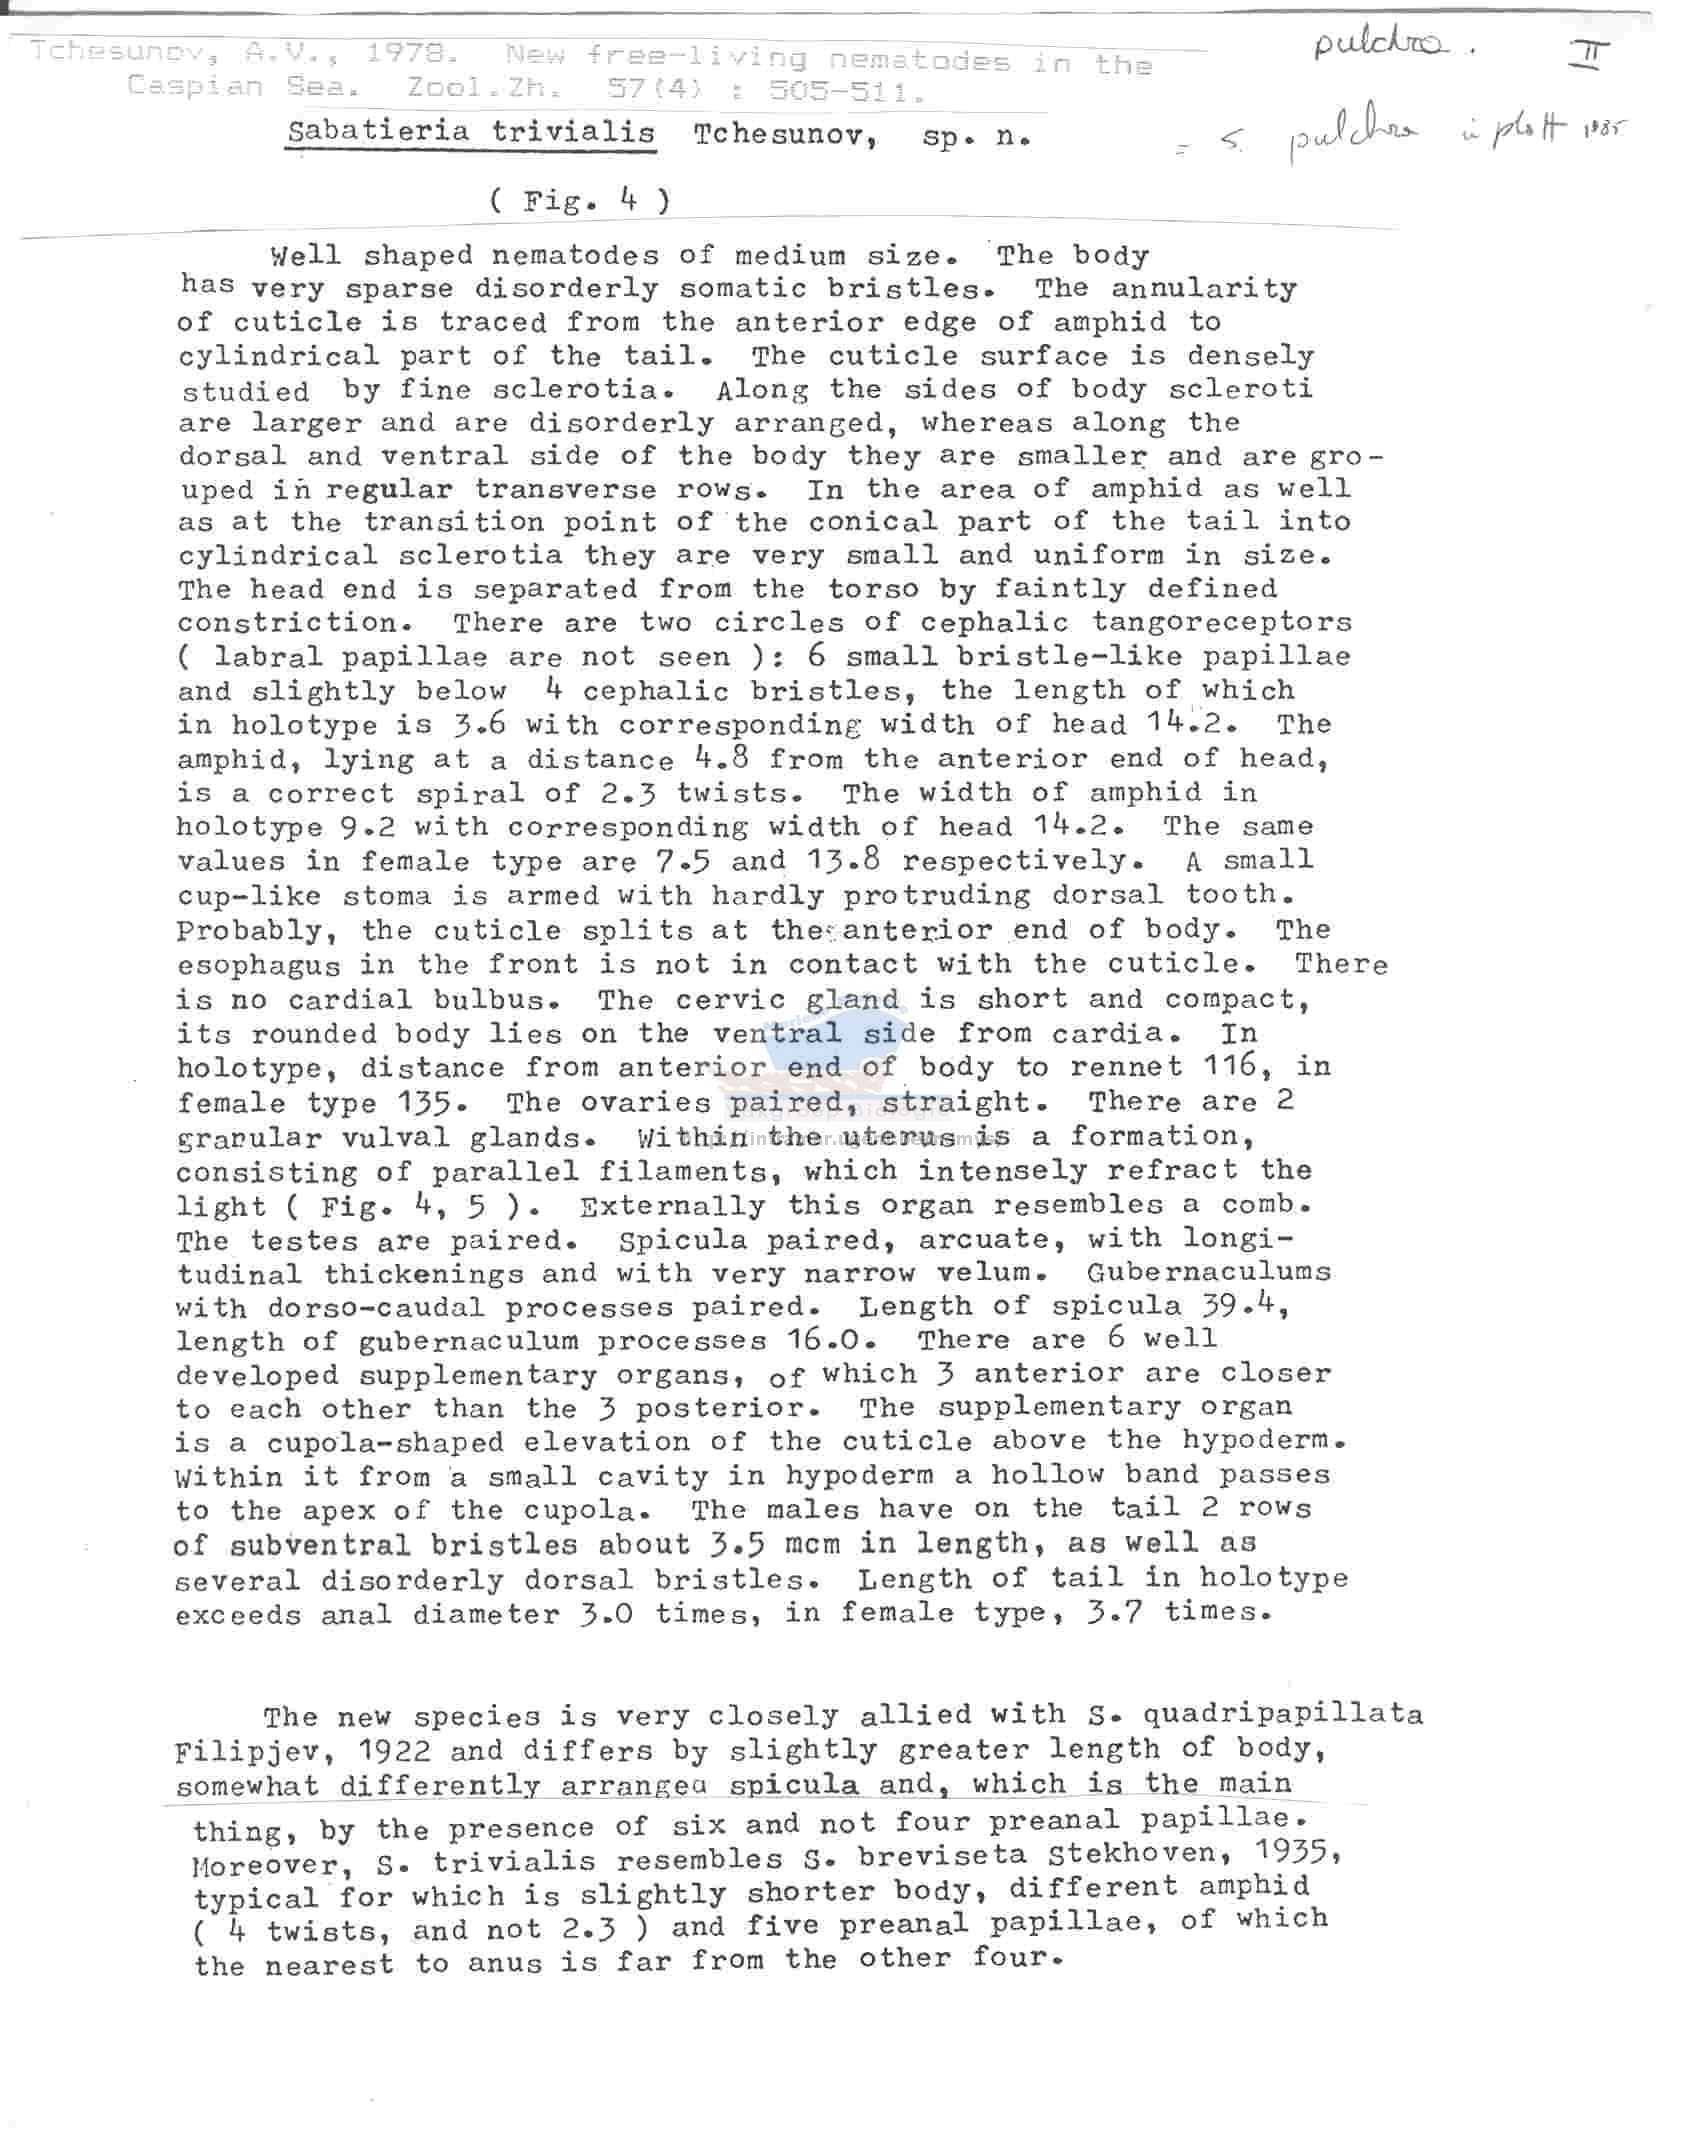 pulchra. II
Tchesunov, A.V., 1978. New free-living nematodes in the
Caspian Sea. Zool.Zh. 57(4) : 505-511.
Sabatieria trivialis Tchesunov, sp. n.
= S. pulchra in platt 1985
( Fig. 4 )
Well shaped nematodes of medium size. The body
has very sparse disorderly somatic bristles. The annularity
of cuticle is traced from the anterior edge of amphid to
cylindrical part of the tail. The cuticle surface is densely
studied by fine sclerotia. Along the sides of body scleroti
are larger and are disorderly arranged, whereas along the
dorsal and ventral side of the body they are smaller and are gro-
uped in regular transverse rows. In the area of amphid as well
as at the transition point of the conical part of the tail into
cylindrical sclerotia they are very small and uniform in size.
The head end is separated from the torso by faintly defined
constriction. There are two circles of cephalic tangoreceptors
( labral papillae are not seen ): 6 small bristle-like papillae
and slightly below 4 cephalic bristles, the length of which
in holotype is 3.6 with corresponding width of head 14.2. The
amphid, lying at a distance 4.8 from the anterior end of head,
is a correct spiral of 2.3 twists. The width of amphid in
holotype 9.2 with corresponding width of head 14.2. The same
values in female type are 7.5 and 13.8 respectively. A small
cup-like stoma is armed with hardly protruding dorsal tooth.
Probably, the cuticle splits at the anterior end of body. The
esophagus in the front is not in contact with the cuticle. There
is no cardial bulbus. The cervic gland is short and compact,
its rounded body lies on the ventral side from cardia. In
holotype, distance from anterior end of body to rennet 116, in
female type 135. The ovaries paired, straight. There are 2
granular vulval glands. Within the uterus is a formation,
consisting of parallel filaments, which intensely refract the
light ( Fig. 4, 5 ). Externally this organ resembles a comb.
The testes are paired. Spicula paired, arcuate, with longi-
tudinal thickenings and with very narrow velum. Gubernaculums
with dorso-caudal processes paired. Length of spicula 39.4,
length of gubernaculum processes 16.0. There are 6 well
developed supplementary organs, of which 3 anterior are closer
to each other than the 3 posterior. The supplementary organ
is a cupola-shaped elevation of the cuticle above the hypoderm.
Within it from a small cavity in hypoderm a hollow band passes
to the apex of the cupola. The males have on the tail 2 rows
of subventral bristles about 3.5 mcm in length, as well as
several disorderly dorsal bristles. Length of tail in holotype
exceeds anal diameter 3.0 times, in female type, 3.7 times.
The new species is very closely allied with S. quadripapillata
Filipjev, 1922 and differs by slightly greater length of body,
somewhat differently arranged spicula and, which is the main
thing, by the presence of six and not four preanal papillae.
Moreover, S. trivialis resembles S. breviseta Stekhoven, 1935,
typical for which is slightly shorter body, different amphid
( 4 twists, and not 2.3 ) and five preanal papillae, of which
the nearest to anus is far from the other four.